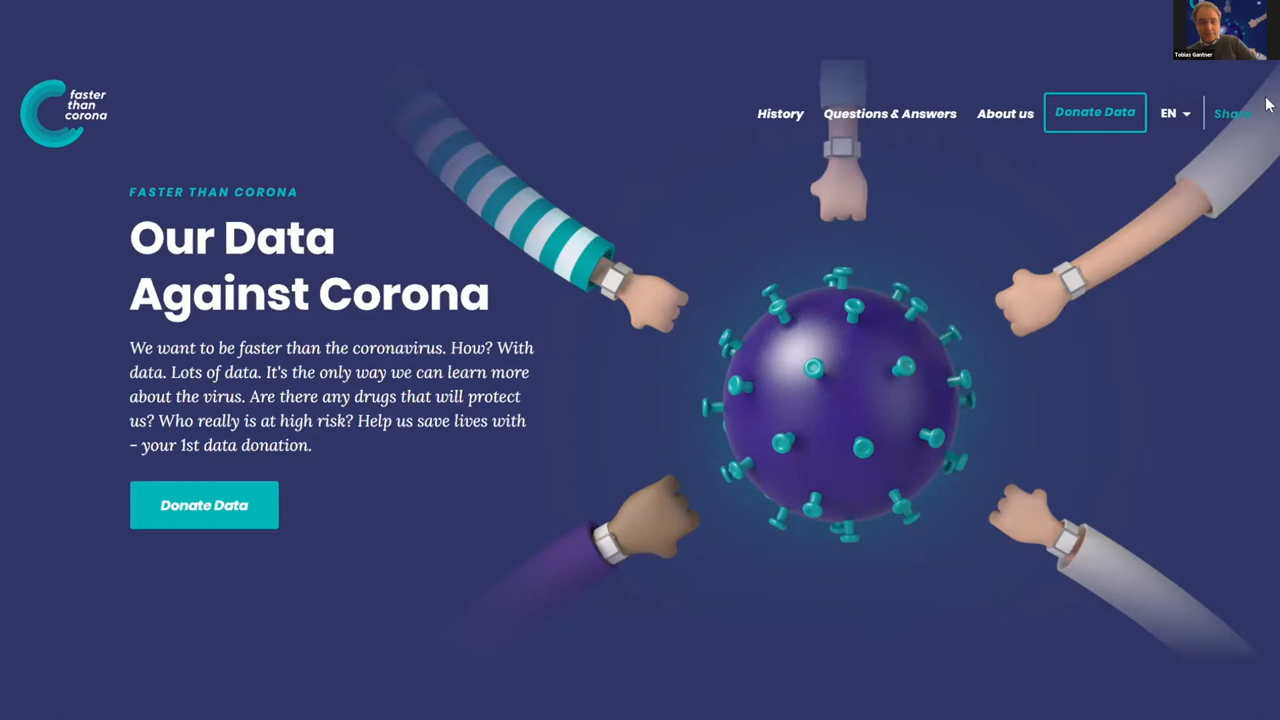 Tobias Gantner
faster
than
corona
History Questions & Answers About us Donate Data EN Share
FASTER THAN CORONA
Our Data
Against Corona
We want to be faster than the coronavirus. How? With
data. Lots of data. It's the only way we can learn more
about the virus. Are there any drugs that will protect
us? Who really is at high risk? Help us save lives with
- your 1st data donation.
Donate Data